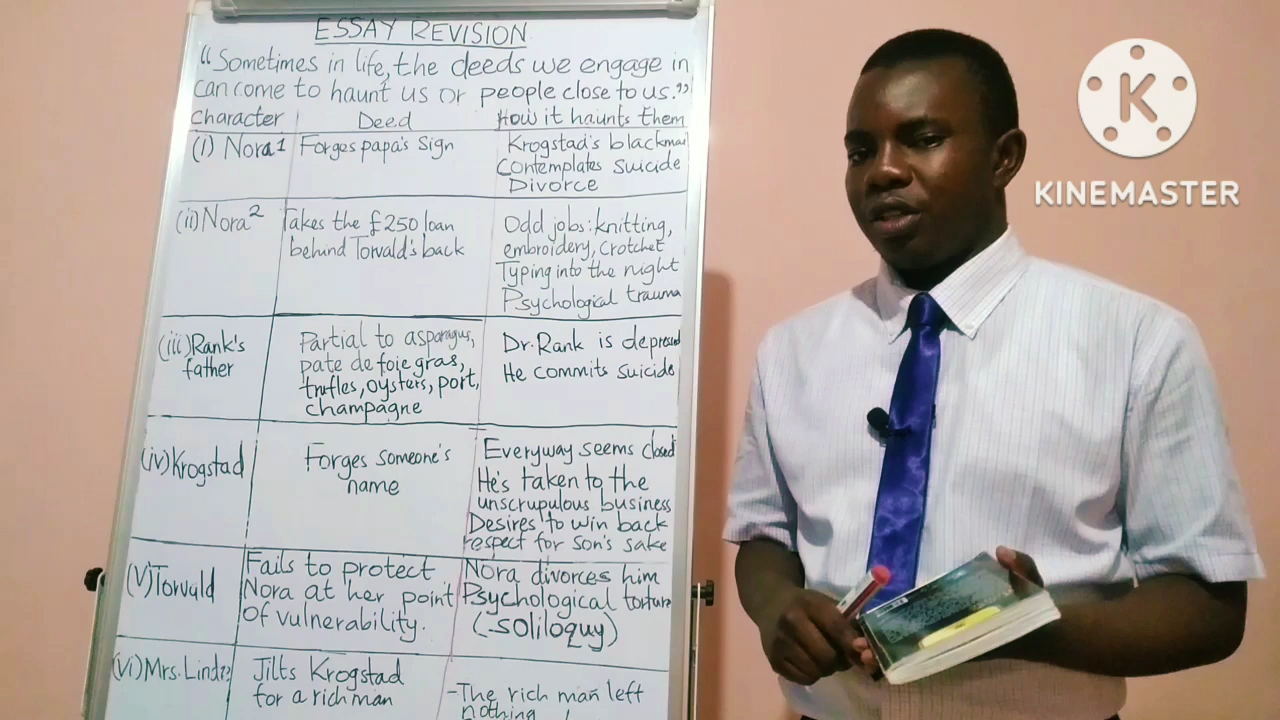 ESSAY REVISION
"Sometimes in life, the deeds we engage in
can come to haunt us or people close to us."
Character Deed How it haunts them
(i) Nora 1 Forges papa's sign
Krogstad's blackmai
Contemplates suicide
Divorce
(ii) Nora 2
Takes the £250 loan
behind Torvald's back
Odd jobs: knitting,
embroidery, crotchet
Typing into the night
Psychological trauma
(iii) Rank's
father
Partial to asparagus,
pate de foie gras,
trufles, oysters, port,
champagne
Dr. Rank is depressed
He commits suicide
(iv) Krogstad
Forges someone's
name
Everyway seems closed
He's taken to the
unscrupulous business
Desires to win back
respect for son's sake
(V) Torvald
Fails to protect
Nora at her point
of vulnerability.
Nora divorces him
Psychological torture
(-soliloquy)
(vi) Mrs. Linde
Jilts Krogstad
for a rich man
-The rich man left
nothing
K
KINEMASTER